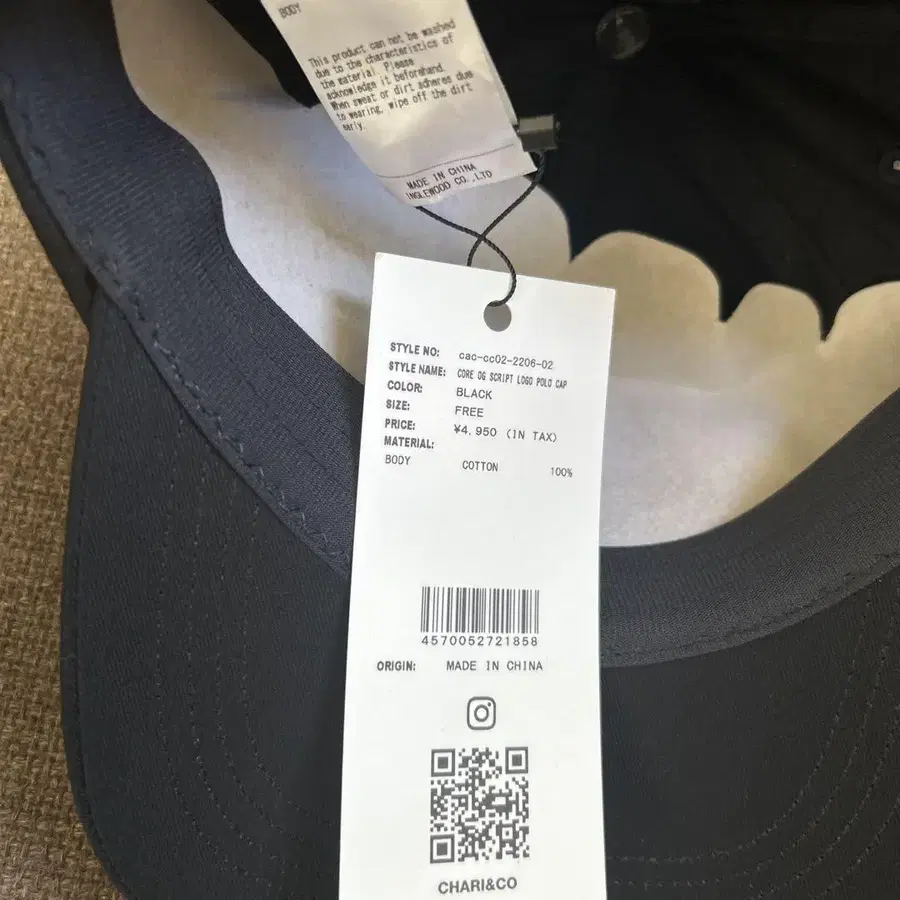 BODY
This product can not be washed
due to the characteristics of
the material. Please
acknowledge it beforehand.
When sweat or dirt adheres due
to wearing, wipe off the dirt
early.
MADE IN CHINA
INGLEWOOD CO.,LTD
STYLE NO: cac-cc02-2206-02
STYLE NAME: CORE OG SCRIPT LOGO POLO CAP
COLOR: BLACK
SIZE: FREE
PRICE: ¥4,950 (IN TAX)
MATERIAL:
BODY COTTON 100%
4570052721858
ORIGIN: MADE IN CHINA
CHARI&CO